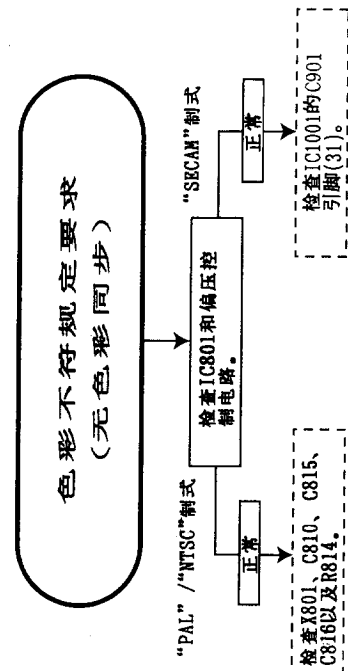 色彩不符规定要求
(无色彩同步)
“PAL”/“NTSC”制式
检查IC801和偏压控
制电路。
“SECAM”制式
正常
正常
检查X801、C810、C815、
C816以及R814。
检查IC1001的C901
引脚(31)。